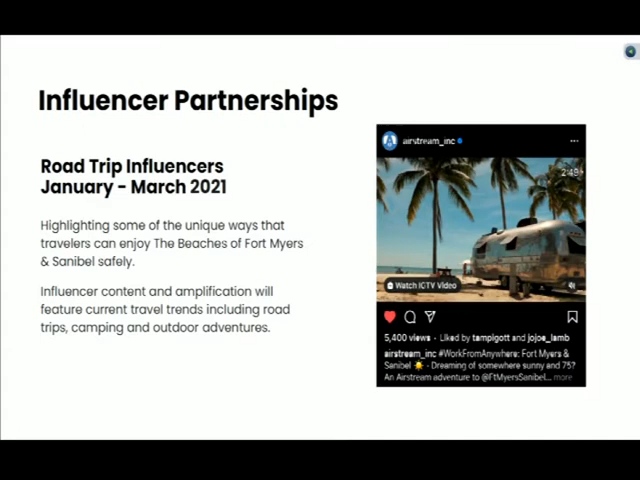 Influencer Partnerships
Road Trip Influencers
January - March 2021
Highlighting some of the unique ways that
travelers can enjoy The Beaches of Fort Myers
& Sanibel safely.
Influencer content and amplification will
feature current travel trends including road
trips, camping and outdoor adventures.
airstream_inc
2:49
Watch IGTV Video
5,400 views · Liked by tampigott and jojoe_lamb
airstream_inc #WorkFromAnywhere: Fort Myers &
Sanibel ☀️ - Dreaming of somewhere sunny and 75?
An Airstream adventure to @FtMyersSanibel... more